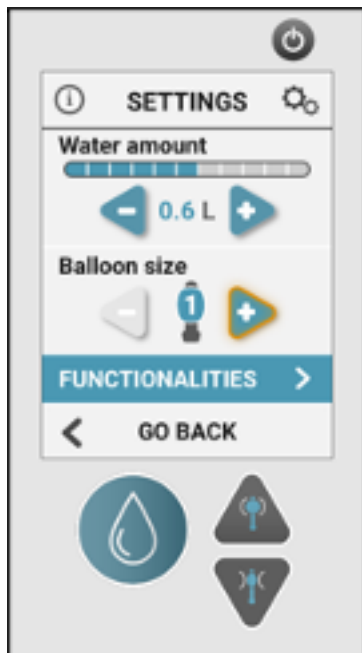 SETTINGS
Water amount
0.6 L
Balloon size
1
FUNCTIONALITIES
GO BACK